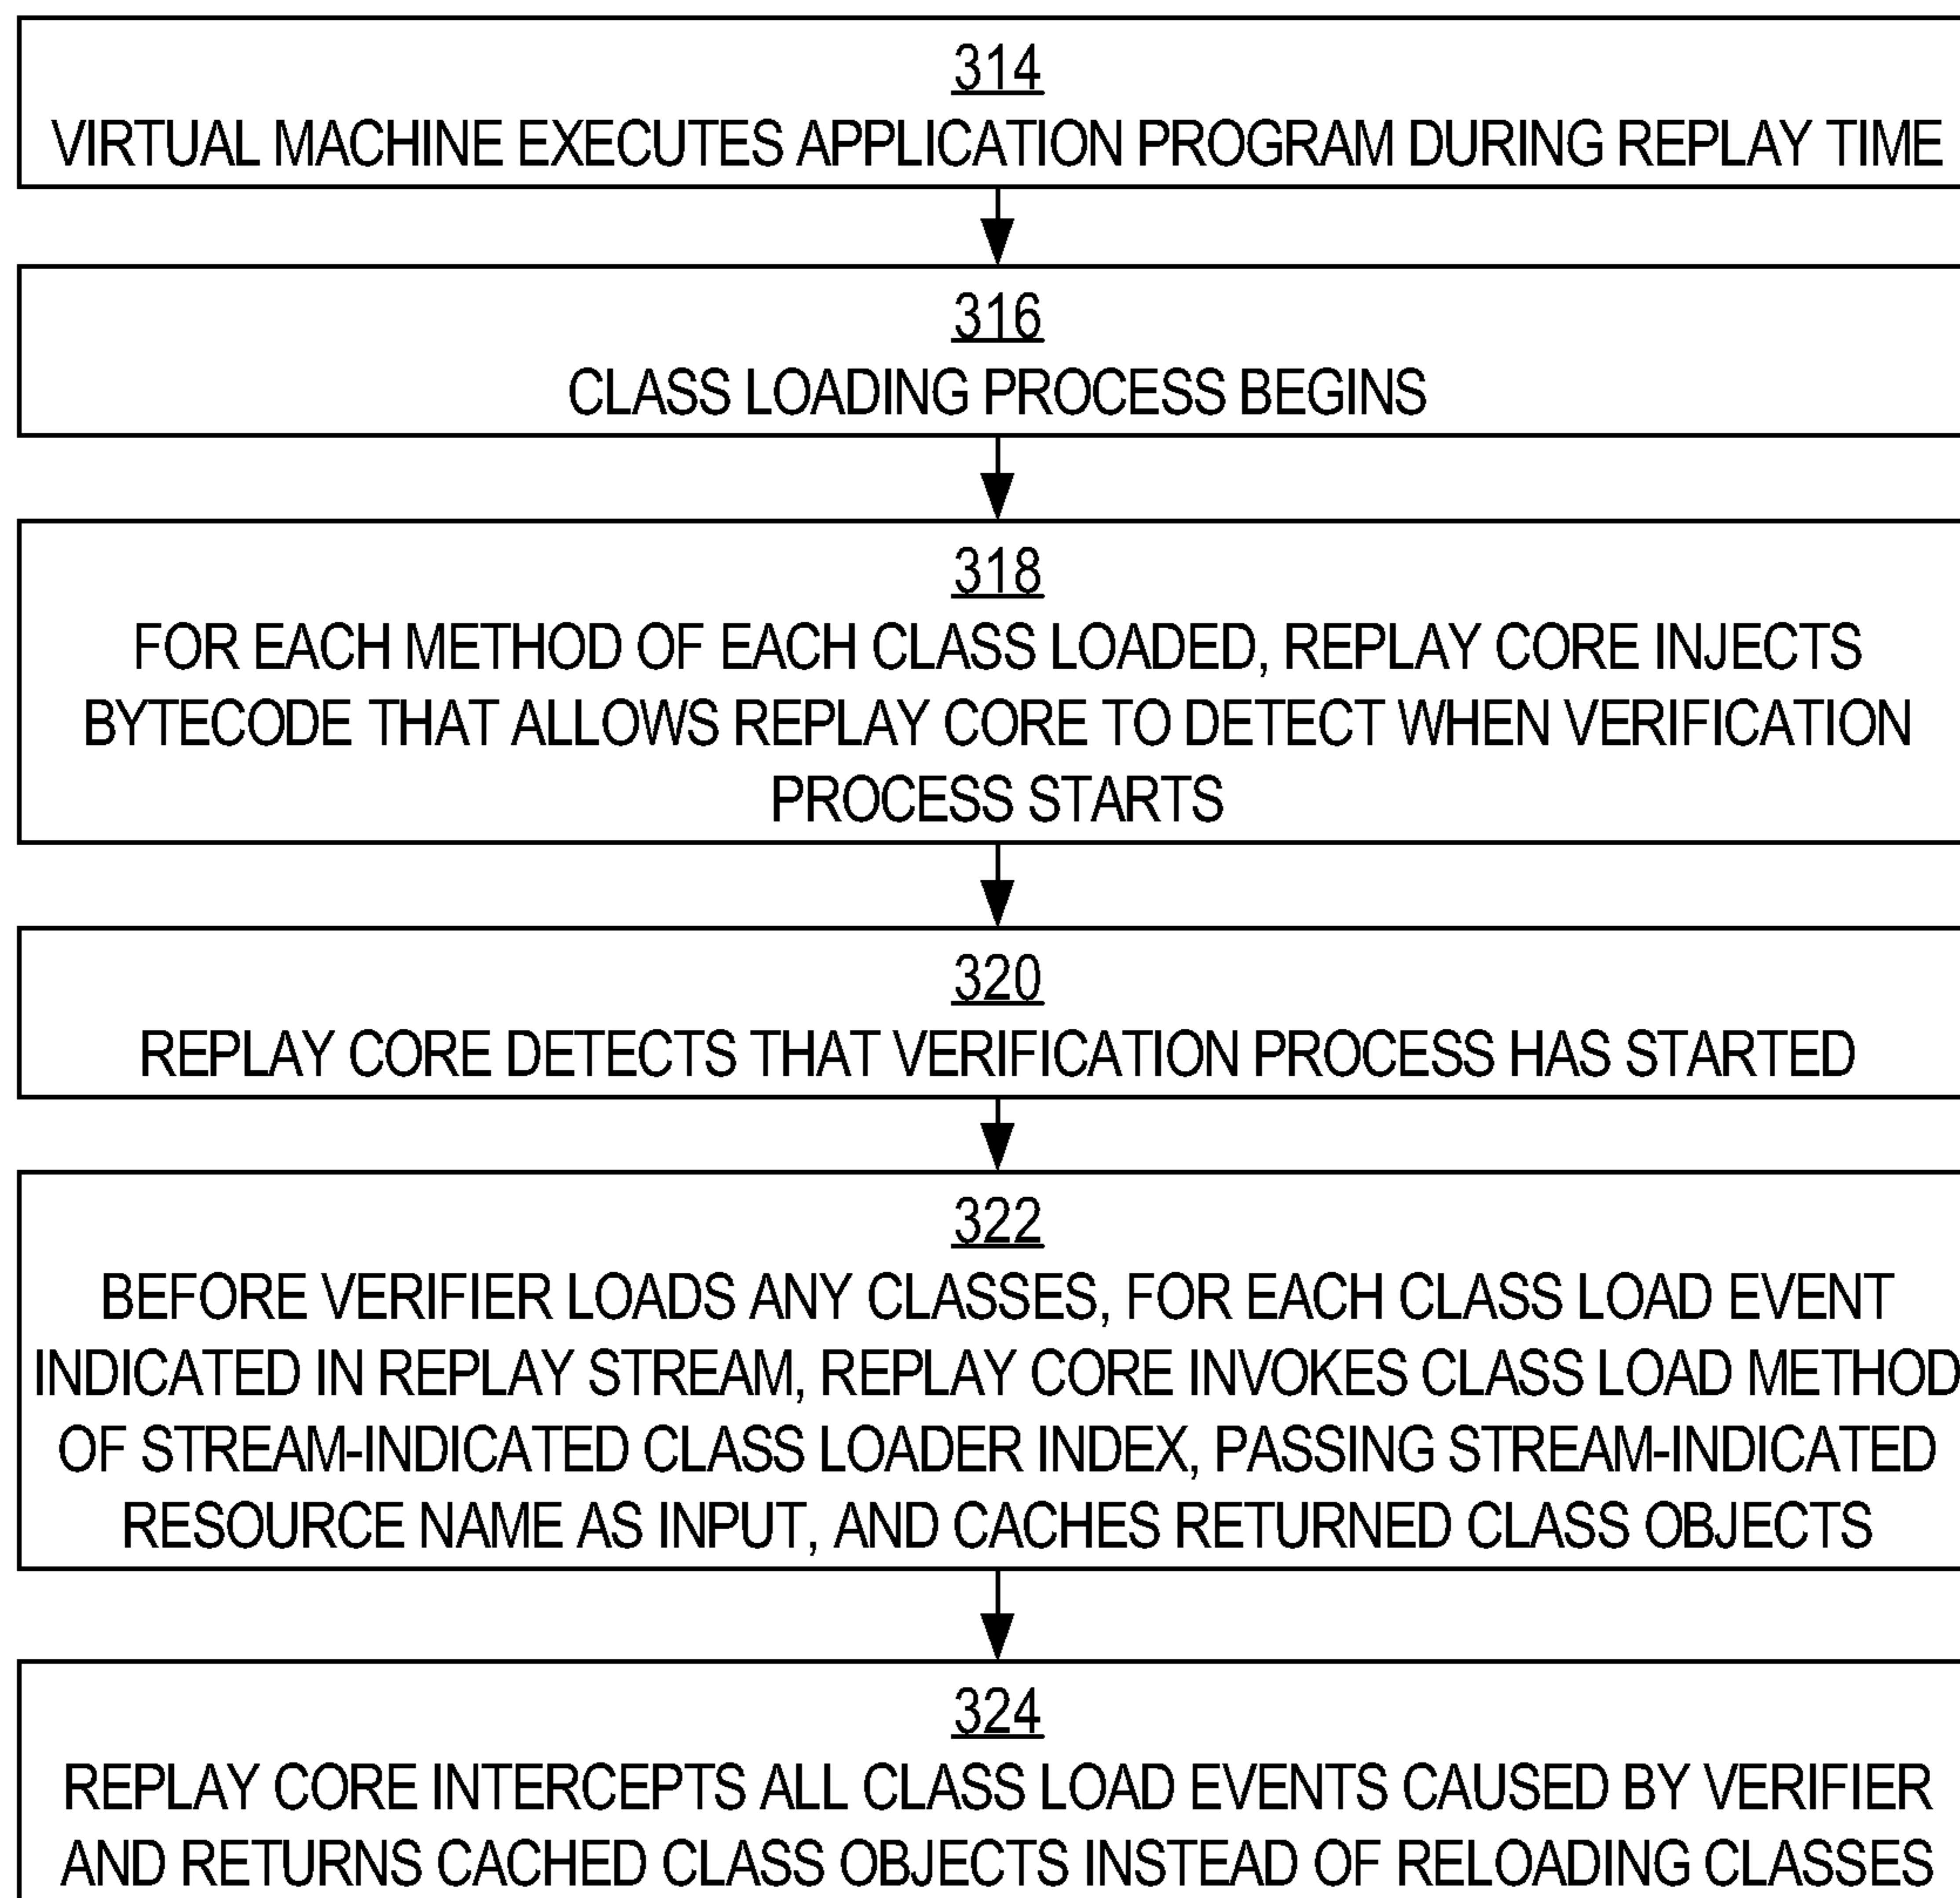 314
VIRTUAL MACHINE EXECUTES APPLICATION PROGRAM DURING REPLAY TIME
316
CLASS LOADING PROCESS BEGINS
318
FOR EACH METHOD OF EACH CLASS LOADED, REPLAY CORE INJECTS
BYTECODE THAT ALLOWS REPLAY CORE TO DETECT WHEN VERIFICATION
PROCESS STARTS
320
REPLAY CORE DETECTS THAT VERIFICATION PROCESS HAS STARTED
322
BEFORE VERIFIER LOADS ANY CLASSES, FOR EACH CLASS LOAD EVENT
INDICATED IN REPLAY STREAM, REPLAY CORE INVOKES CLASS LOAD METHOD
OF STREAM-INDICATED CLASS LOADER INDEX, PASSING STREAM-INDICATED
RESOURCE NAME AS INPUT, AND CACHES RETURNED CLASS OBJECTS
324
REPLAY CORE INTERCEPTS ALL CLASS LOAD EVENTS CAUSED BY VERIFIER
AND RETURNS CACHED CLASS OBJECTS INSTEAD OF RELOADING CLASSES